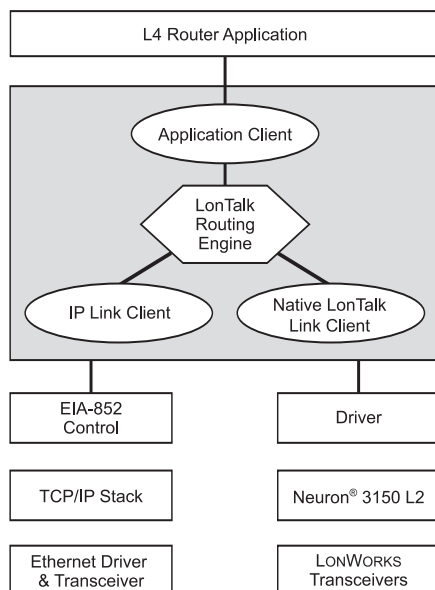 L4 Router Application
Application Client
LonTalk
Routing
Engine
IP Link Client
Native LonTalk
Link Client
EIA-852
Control
Driver
TCP/IP Stack
Neuron® 3150 L2
Ethernet Driver
& Transceiver
LONWORKS
Transceivers